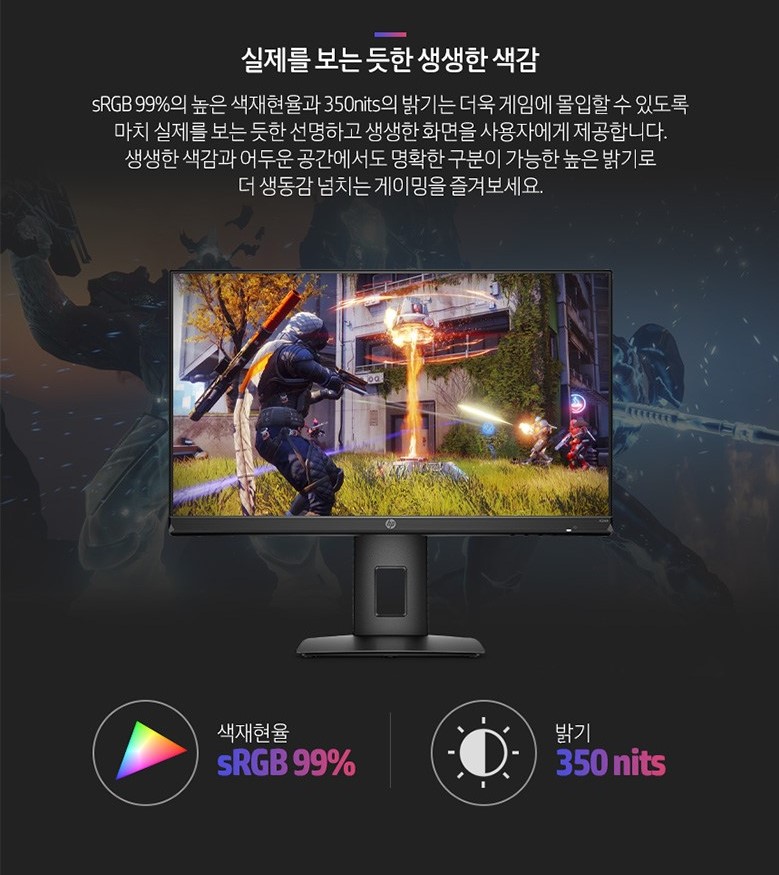 실제를 보는 듯한 생생한 색감
sRGB 99%의 높은 색재현율과 350nits의 밝기는 더욱 게임에 몰입할 수 있도록
마치 실제를 보는 듯한 선명하고 생생한 화면을 사용자에게 제공합니다.
생생한 색감과 어두운 공간에서도 명확한 구분이 가능한 높은 밝기로
더 생동감 넘치는 게이밍을 즐겨보세요.
hp
색재현율
sRGB 99%
밝기
350 nits